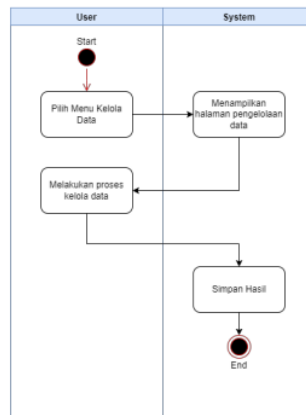 User
System
Start
Pilih Menu Kelola
Data
Menampilkan
halaman pengelolaan
data
Melakukan proses
kelola data
Simpan Hasil
End